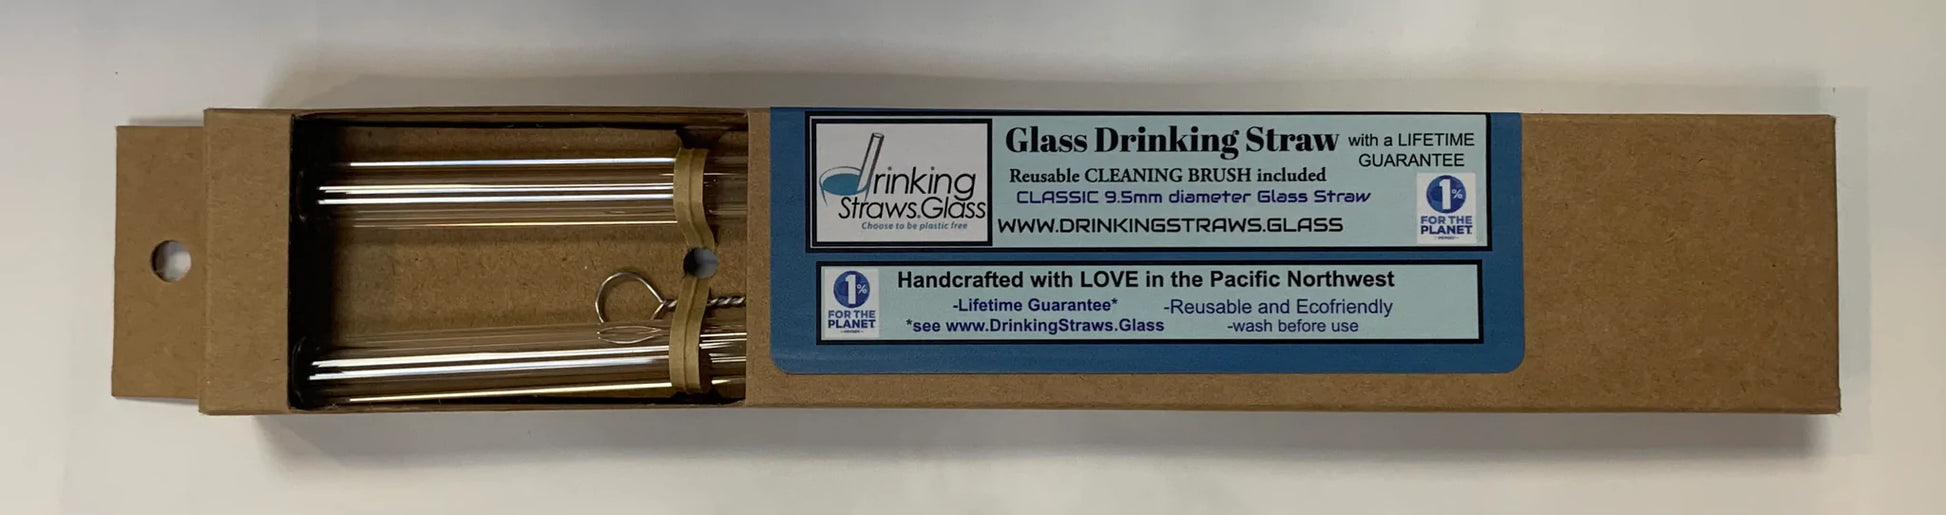 drinking
Straws.Glass
Choose to be plastic free
Glass Drinking Straw with a LIFETIME
GUARANTEE
Reusable CLEANING BRUSH included
CLASSIC 9.5mm diameter Glass Straw
WWW.DRINKINGSTRAWS.GLASS
1%
FOR THE
PLANET
1%
FOR THE
PLANET
Handcrafted with LOVE in the Pacific Northwest
-Lifetime Guarantee* -Reusable and Ecofriendly
*see www.DrinkingStraws.Glass -wash before use